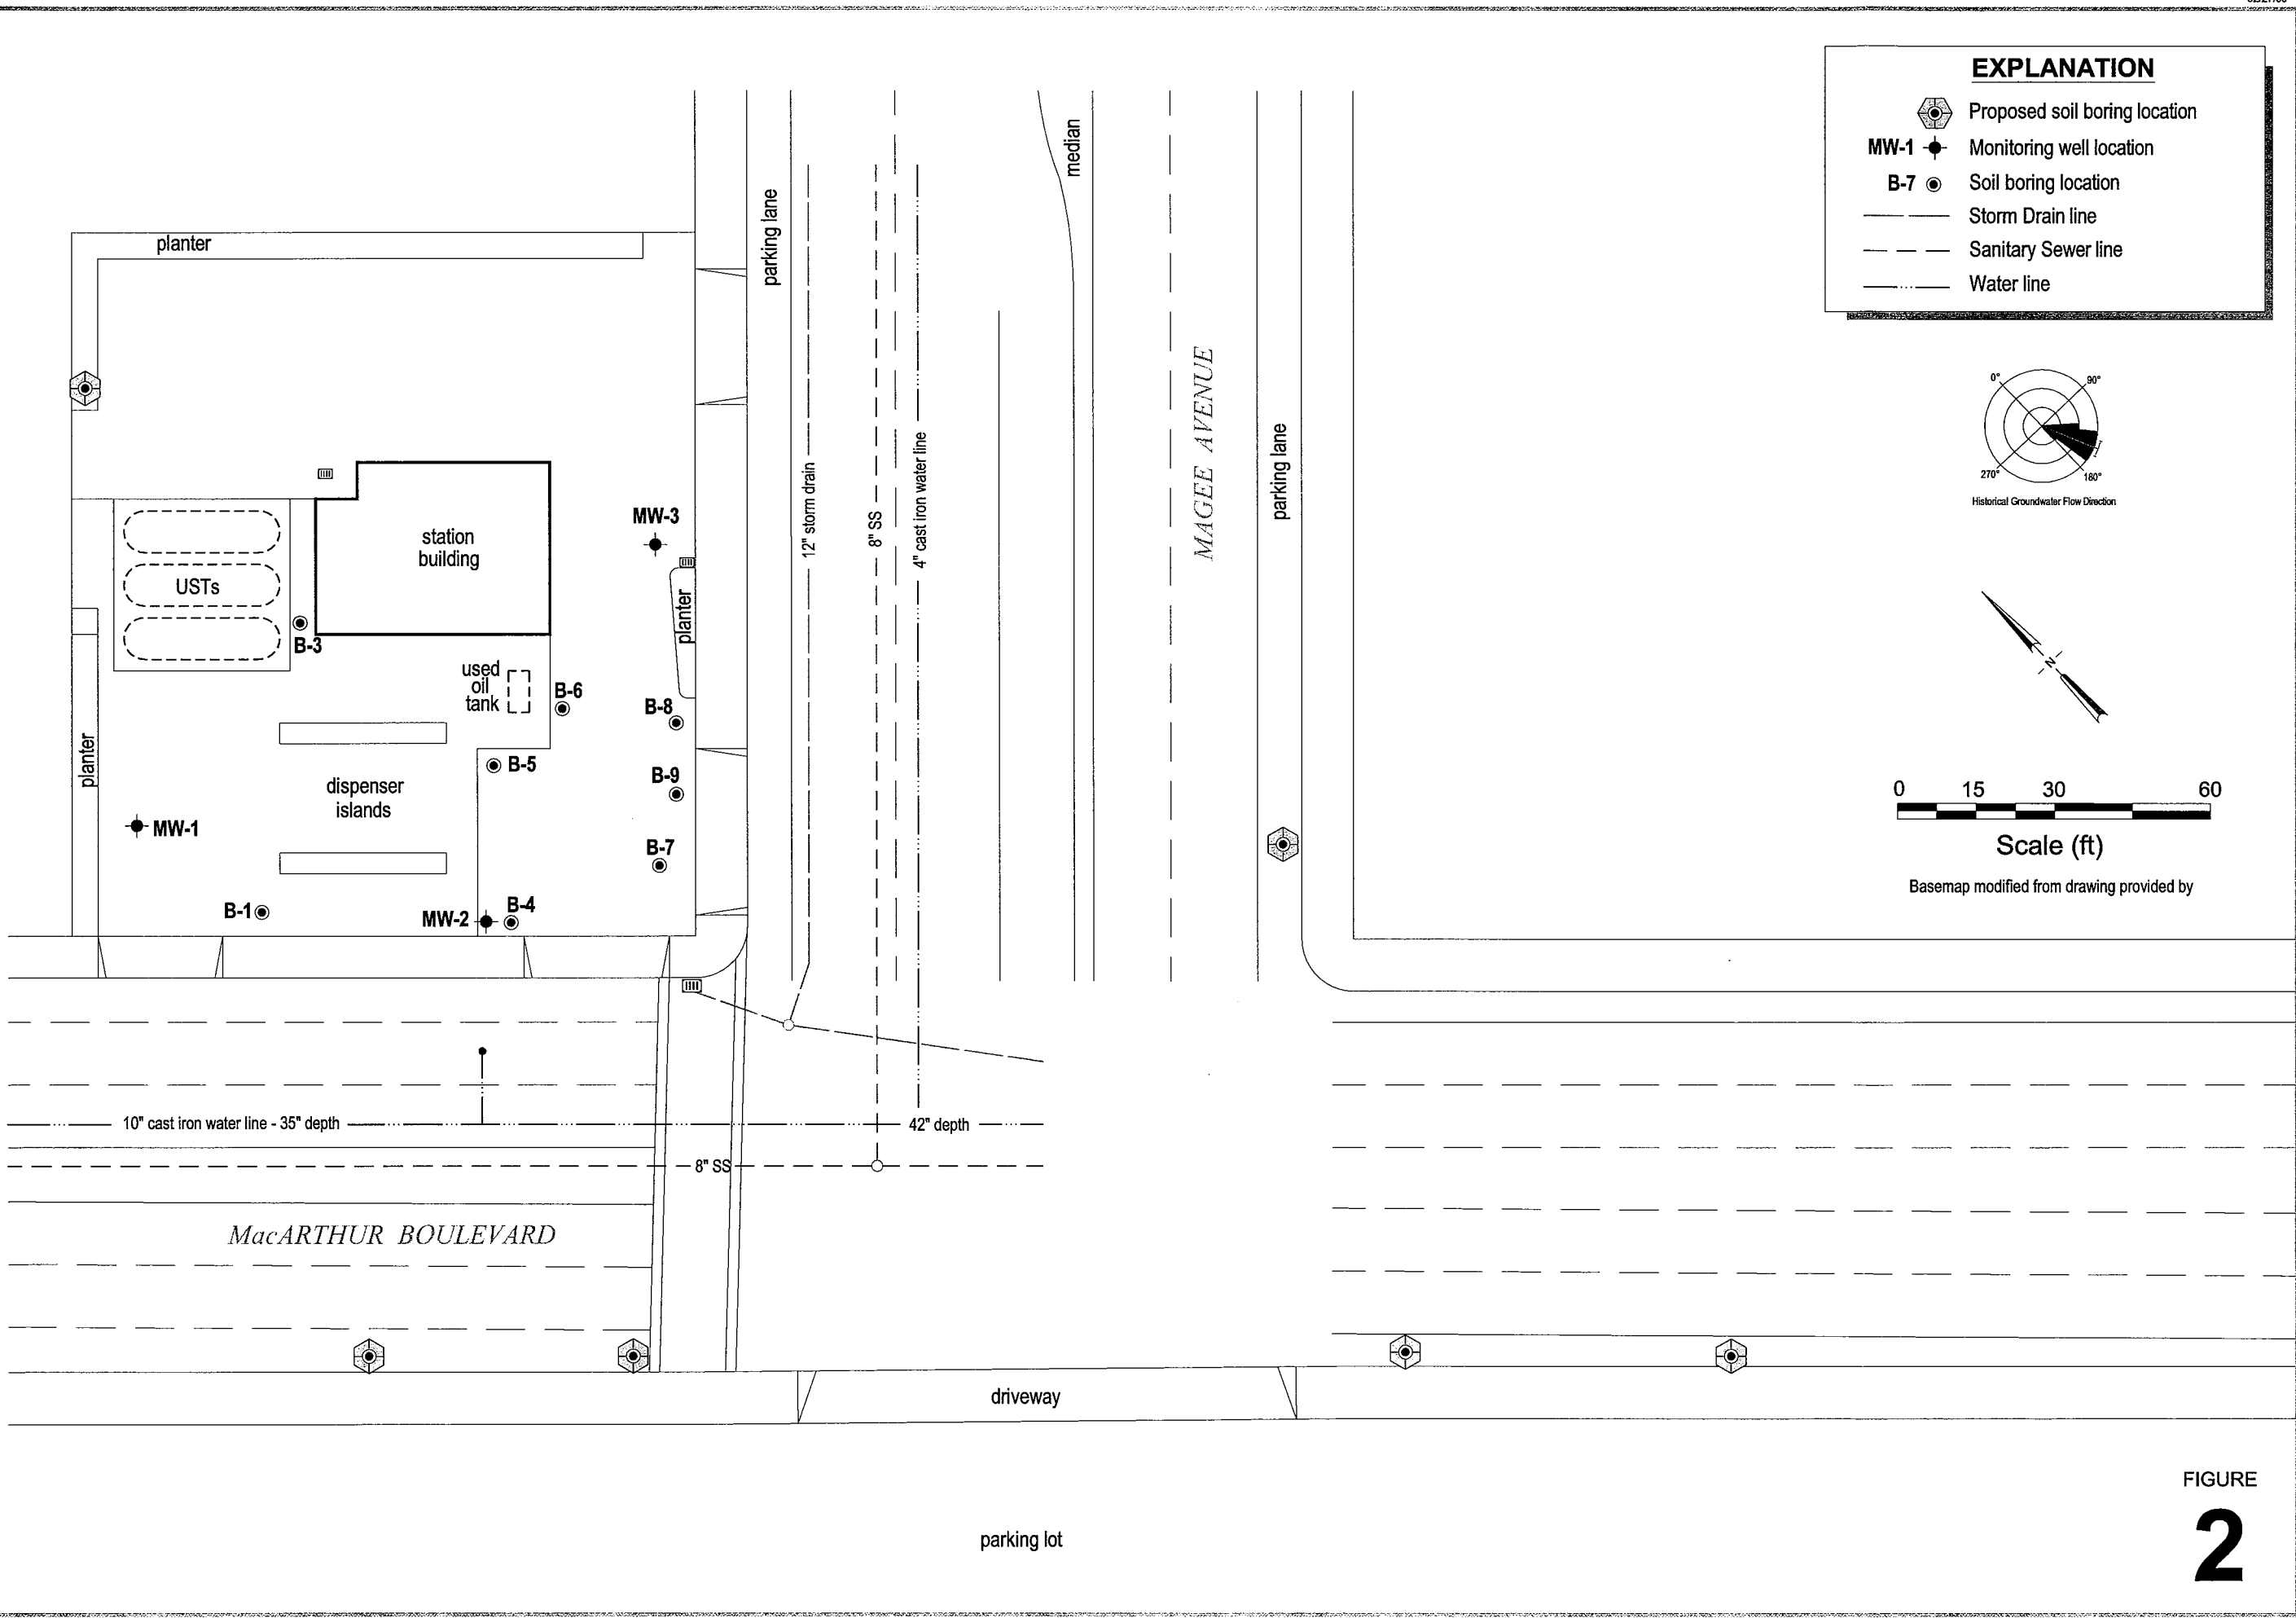 EXPLANATION
Proposed soil boring location
MW-1 Monitoring well location
B-7 Soil boring location
Storm Drain line
Sanitary Sewer line
Water line
median
parking lane
planter
MAGEE AVENUE
0° 90°
270° 180°
Historical Groundwater Flow Direction
12" storm drain
8" SS
4" cast iron water line
parking lane
station
building
MW-3
USTs
planter
B-3
N
used
oil
tank
B-6
B-8
planter
B-5
B-9
dispenser
islands
0 15 30 60
Scale (ft)
Basemap modified from drawing provided by
MW-1
B-7
B-1
MW-2
B-4
10" cast iron water line - 35" depth
42" depth
8" SS
MacARTHUR BOULEVARD
driveway
parking lot
FIGURE
2